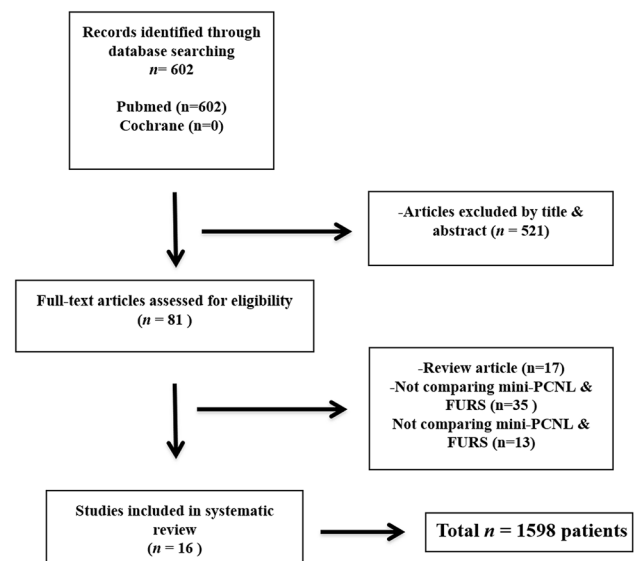 Records identified through
database searching
n= 602
Pubmed (n=602)
Cochrane (n=0)
-Articles excluded by title &
abstract (n = 521)
Full-text articles assessed for eligibility
(n = 81 )
-Review article (n=17)
-Not comparing mini-PCNL &
FURS (n=35 )
Not comparing mini-PCNL &
FURS (n=13)
Studies included in systematic
review
(n = 16 )
Total n = 1598 patients